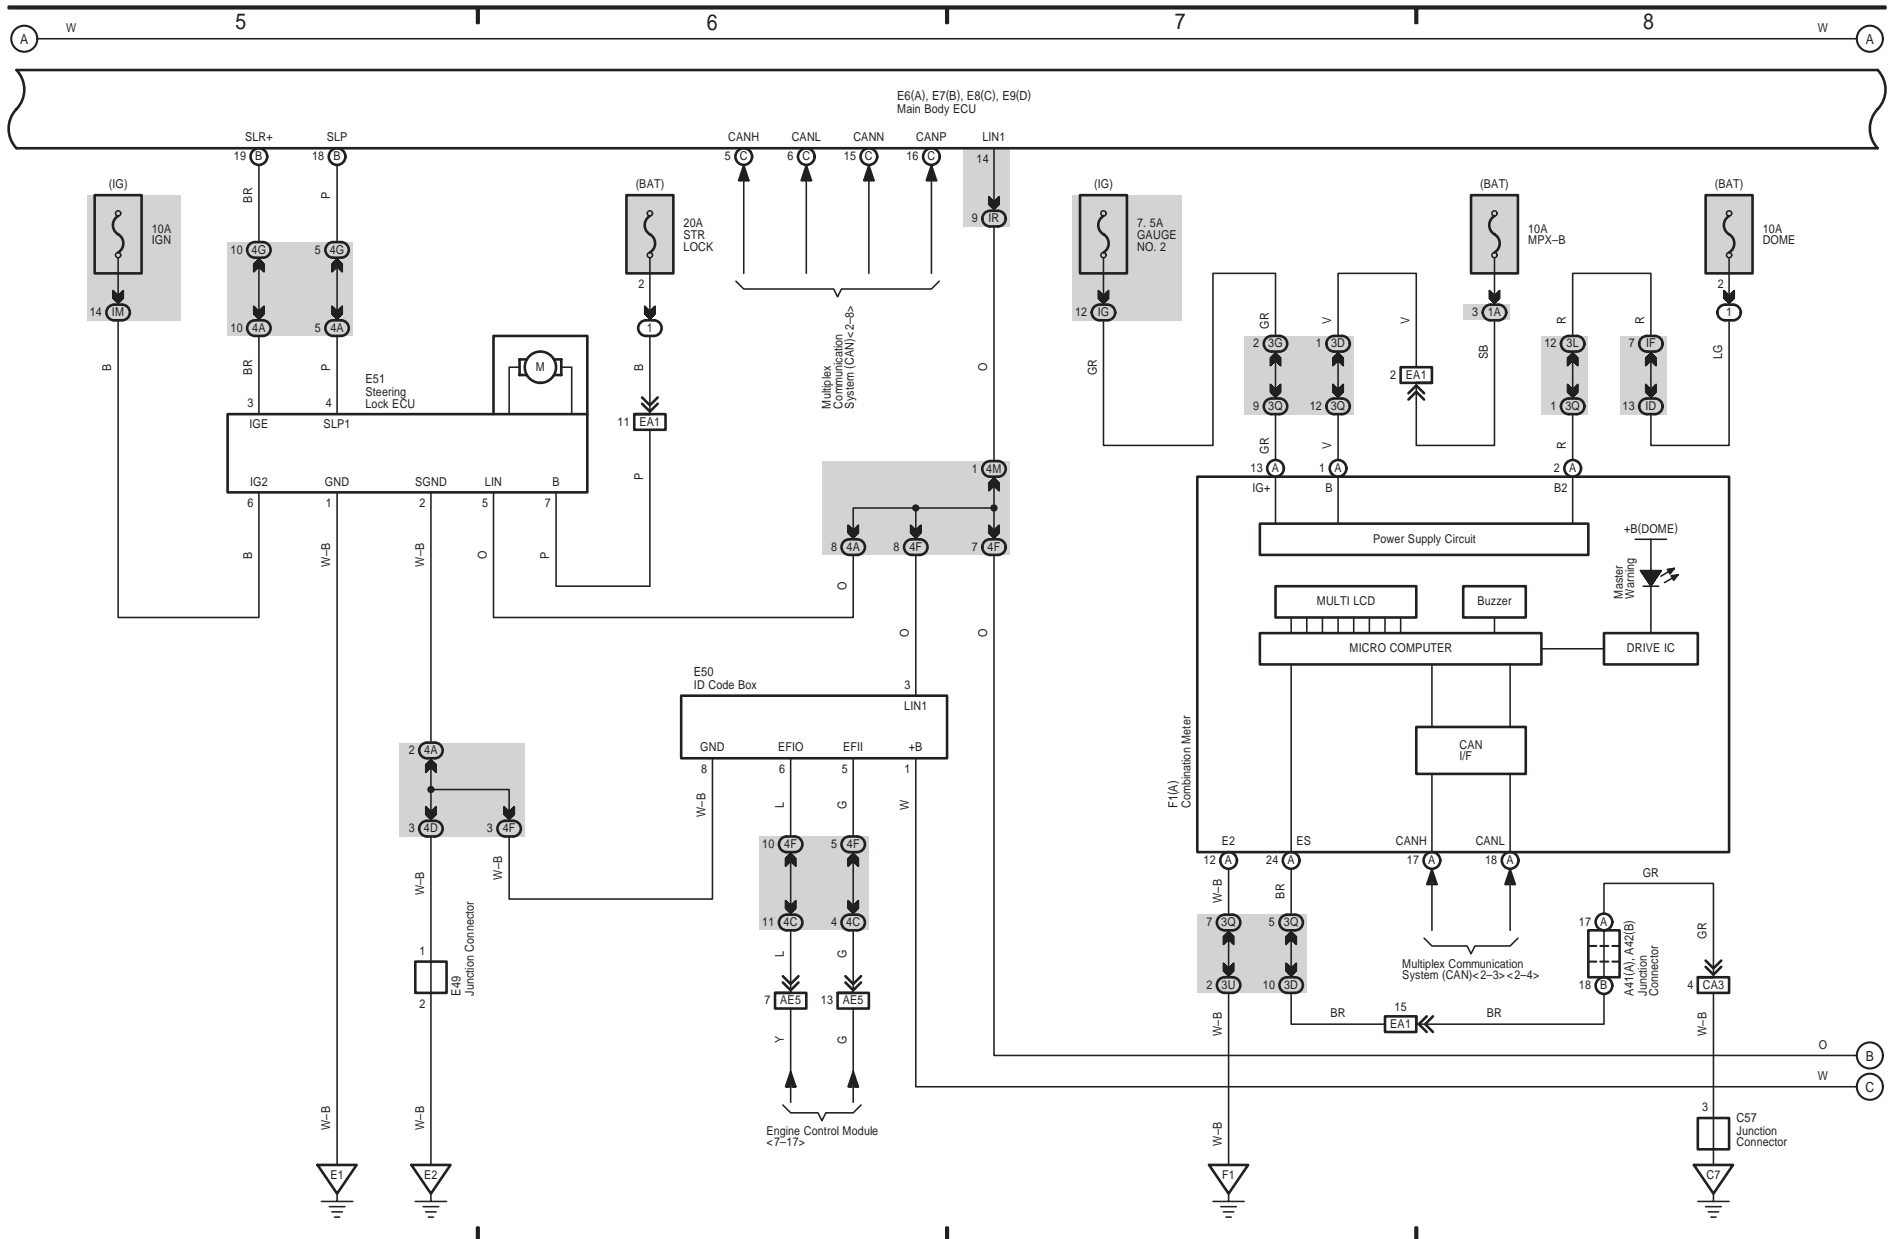 5
6
7
8
A
W
W
A
E6(A), E7(B), E8(C), E9(D)
Main Body ECU
SLR+
SLP
CANH
CANL
CANN
CANP
LIN1
19 B
18 B
5 C
6 C
15 C
16 C
14
(IG)
10A
IGN
14 IM
B
BR
P
10 4G
5 4G
10 4A
5 4A
BR
P
(BAT)
20A
STR
LOCK
2
1
B
11 EA1
P
Multiplex
Communication
System (CAN)<2–8>
9 IR
O
(IG)
7. 5A
GAUGE
NO. 2
12 IG
GR
(BAT)
10A
MPX–B
3 1A
SB
(BAT)
10A
DOME
2
1
LG
GR
V
V
R
R
2 3G
1 3D
2 EA1
12 3L
7 IF
9 3Q
12 3Q
1 3Q
13 ID
GR
V
R
13 A
1 A
2 A
E51
Steering
Lock ECU
M
3
4
IGE
SLP1
IG2
GND
SGND
LIN
B
6
1
2
5
7
B
W–B
W–B
O
P
1 4M
8 4A
8 4F
7 4F
O
O
O
E50
ID Code Box
3
LIN1
GND
EFIO
EFII
+B
8
6
5
1
W–B
L
G
W
2 4A
3 4D
3 4F
W–B
W–B
10 4F
5 4F
11 4C
4 4C
L
G
7 AE5
13 AE5
Y
G
Engine Control Module
<7–17>
1
E49
Junction Connector
2
W–B
W–B
E1
E2
IG+
B
B2
Power Supply Circuit
+B(DOME)
Master
Warning
MULTI LCD
Buzzer
MICRO COMPUTER
DRIVE IC
CAN
I/F
F1(A)
Combination Meter
E2
ES
CANH
CANL
12 A
24 A
17 A
18 A
W–B
BR
7 3Q
5 3Q
2 3U
10 3D
W–B
BR
15
EA1
BR
Multiplex Communication
System (CAN)<2–3><2–4>
GR
17 A
18 B
A41(A), A42(B)
Junction
Connector
GR
4 CA3
W–B
O
B
W
C
W–B
F1
3
C57
Junction
Connector
C7